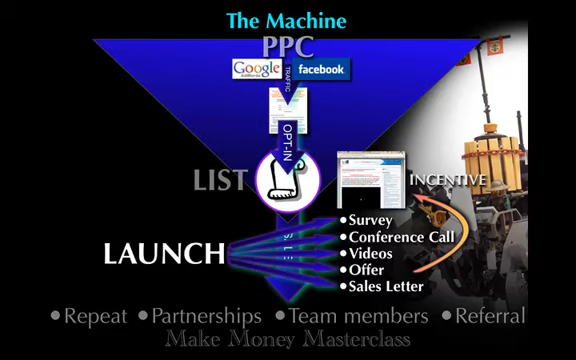 The Machine
PPC
Google
AdWords
facebook
TRAFFIC
OPT-IN
LIST
INCENTIVE
LAUNCH
• Survey
• Conference Call
• Videos
• Offer
• Sales Letter
• Repeat • Partnerships • Team members • Referral
Make Money Masterclass